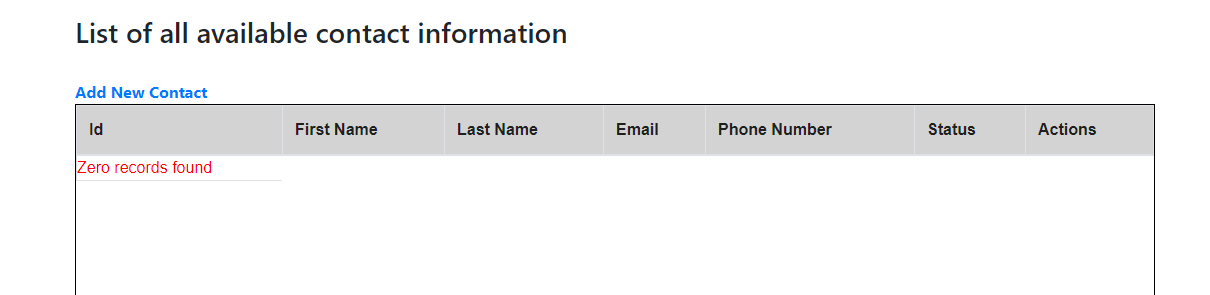 List of all available contact information
Add New Contact
Id First Name Last Name Email Phone Number Status Actions
Zero records found